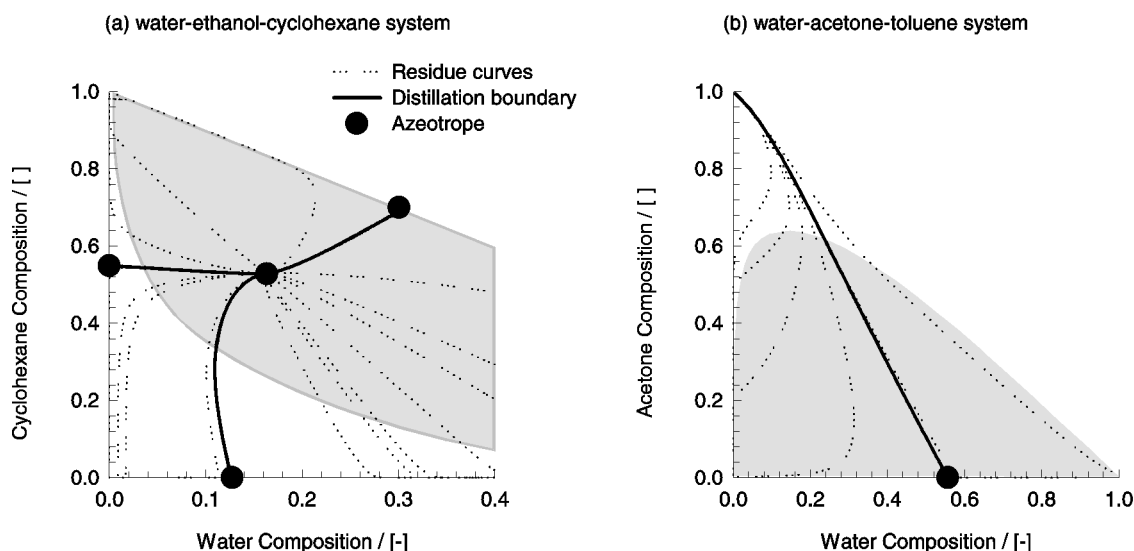 (a) water-ethanol-cyclohexane system
(b) water-acetone-toluene system
Residue curves
Distillation boundary
Azeotrope
Cyclohexane Composition / [ ]
1.0
0.8
0.6
0.4
0.2
0.0
0.0 0.1 0.2 0.3 0.4
Water Composition / [-]
Acetone Composition / [ ]
1.0
0.8
0.6
0.4
0.2
0.0
0.0 0.2 0.4 0.6 0.8 1.0
Water Composition / [-]